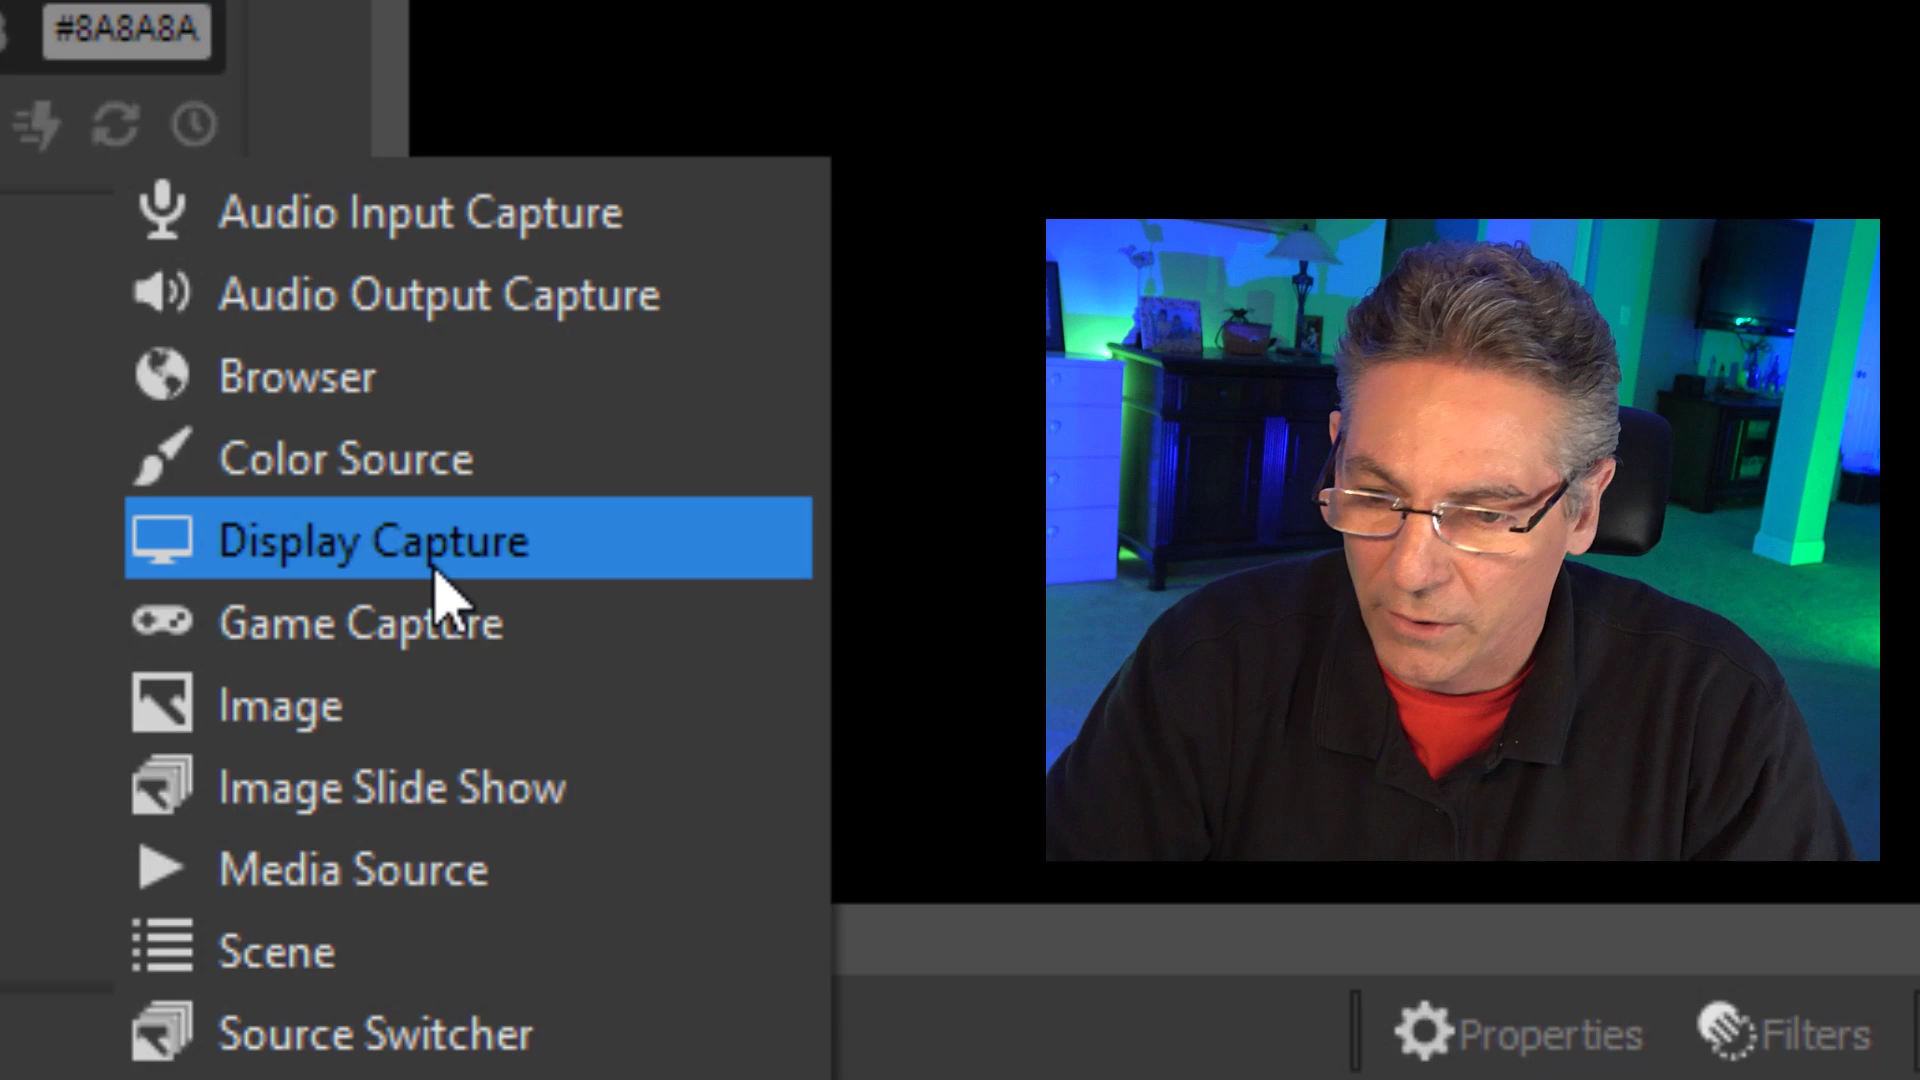 #8A8A8A
Audio Input Capture
Audio Output Capture
Browser
Color Source
Display Capture
Game Capture
Image
Image Slide Show
Media Source
Scene
Source Switcher
Properties
Filters